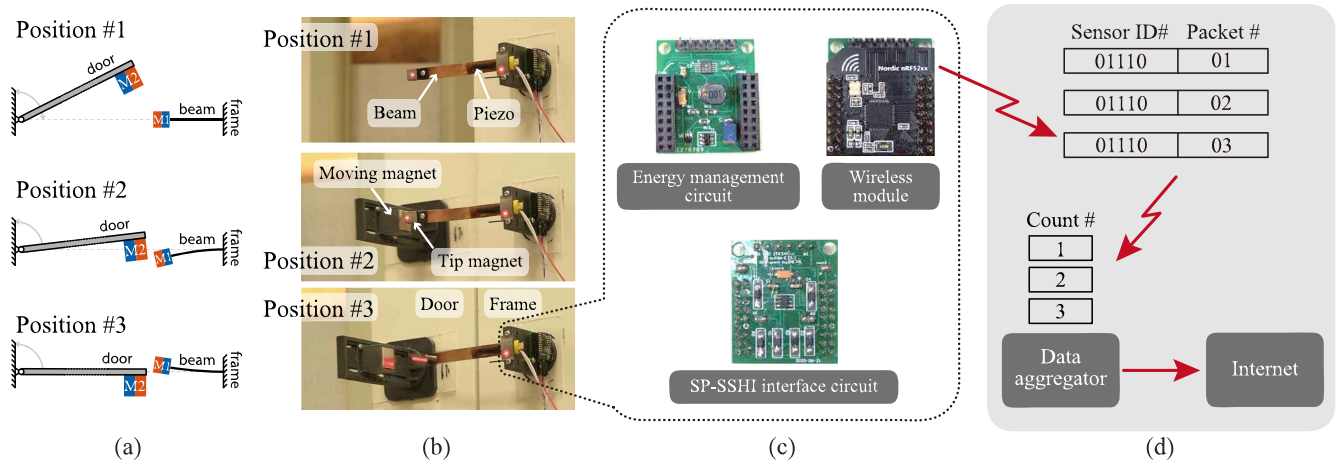 Position #1
door
M2
M1
beam
frame
Position #2
door
M2
M1
beam
frame
Position #3
door
M2
M1
beam
frame
(a)
Position #1
Beam
Piezo
Moving magnet
Position #2
Tip magnet
Position #3
Door
Frame
(b)
Nordic nRF52xx
Energy management
circuit
Wireless
module
SP-SSHI interface circuit
(c)
Sensor ID# Packet #
01110 01
01110 02
01110 03
Count #
1
2
3
Data
aggregator
Internet
(d)